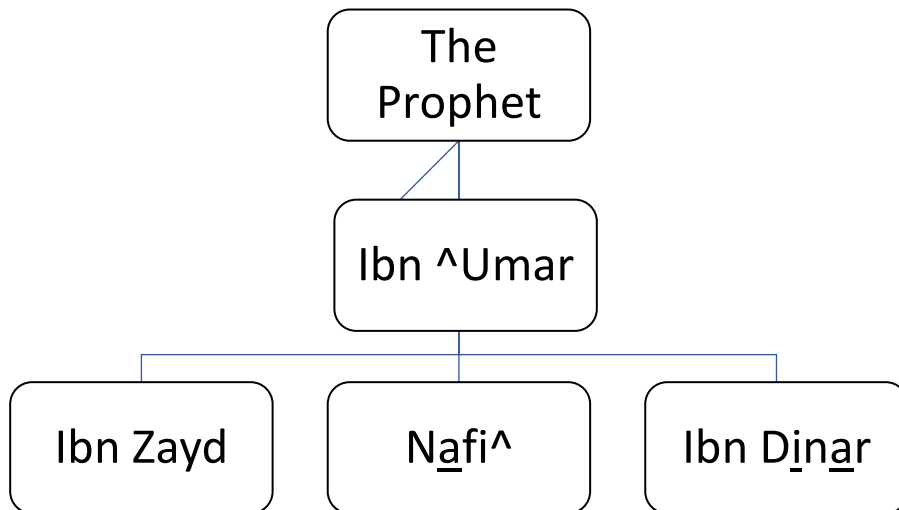 The
Prophet
Ibn ^Umar
Ibn Zayd
Nafi^
Ibn Dinar